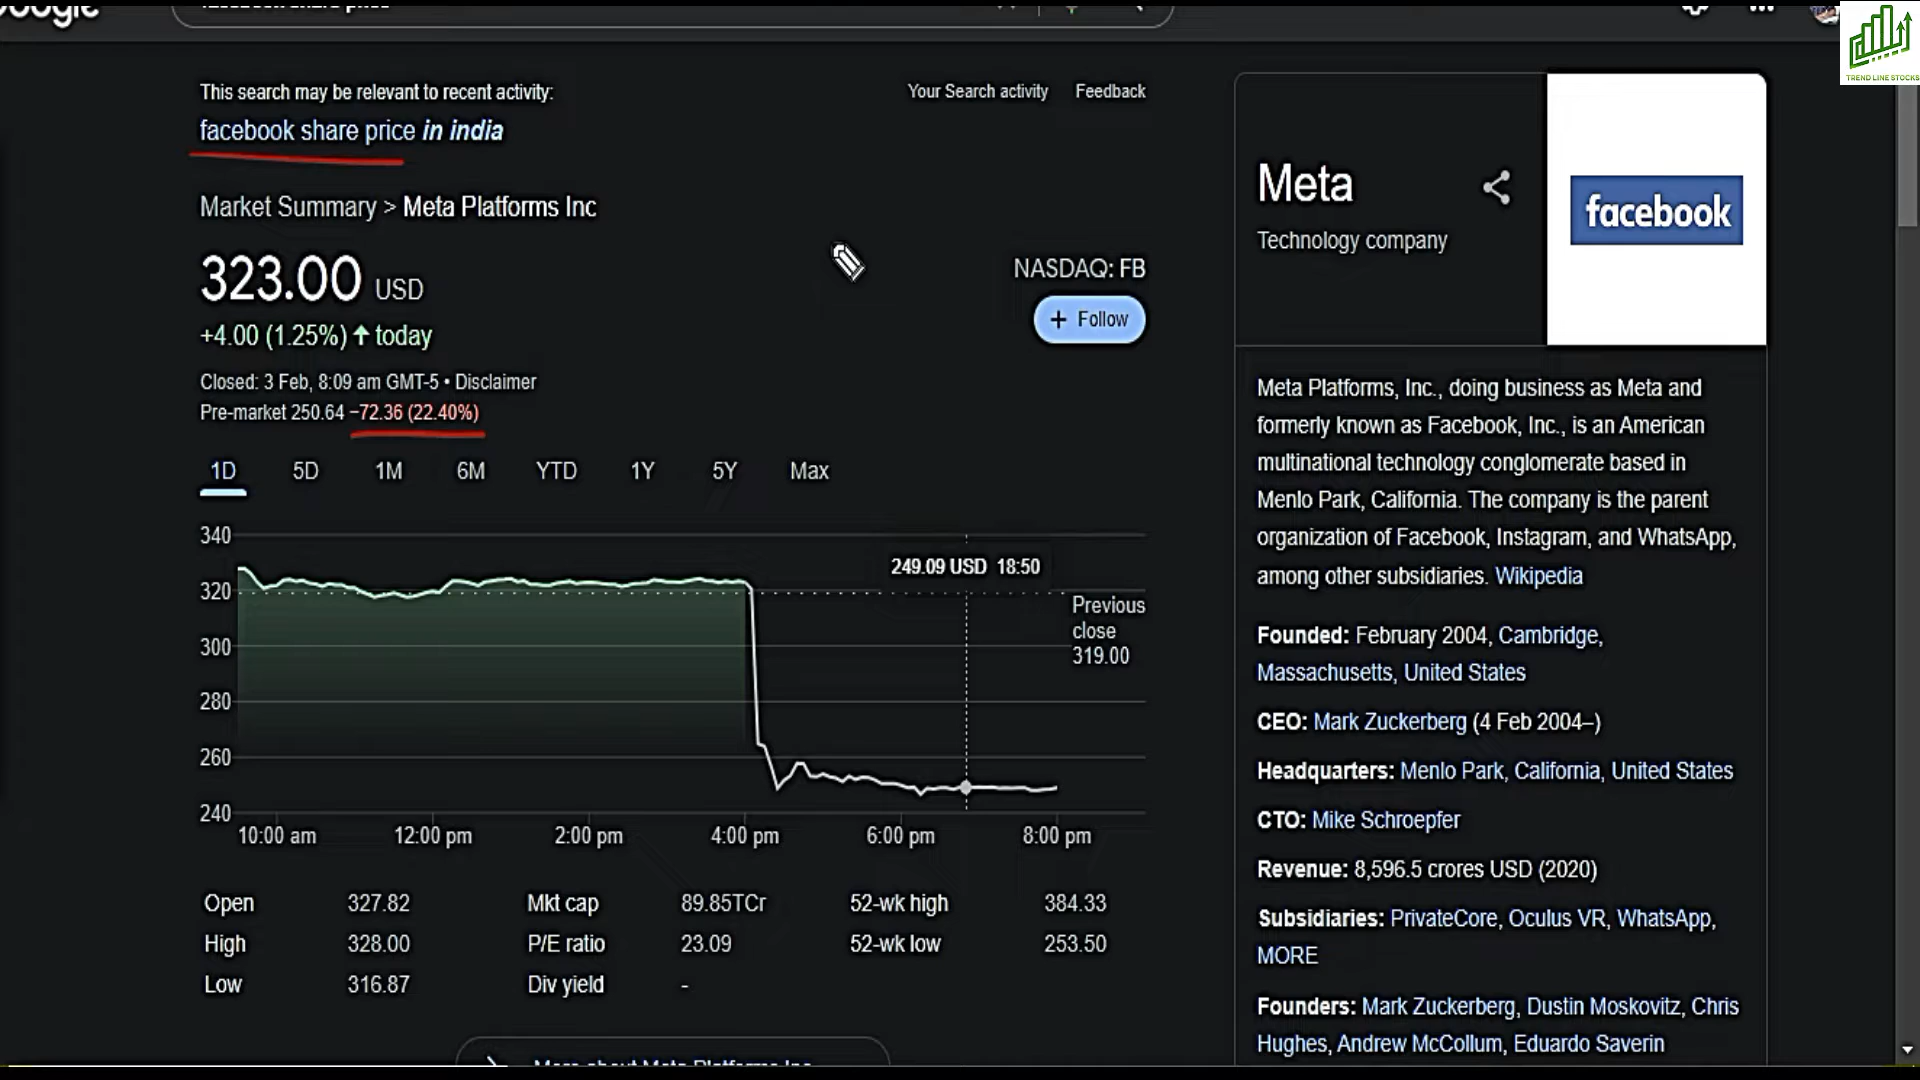 TREND LINE STOCKS
This search may be relevant to recent activity:
Your Search activity Feedback
facebook share price in india
Market Summary > Meta Platforms Inc
323.00 USD
NASDAQ: FB
+ Follow
+4.00 (1.25%) ↑ today
Closed: 3 Feb, 8:09 am GMT-5 • Disclaimer
Pre-market 250.64 −72.36 (22.40%)
1D 5D 1M 6M YTD 1Y 5Y Max
340
320
300
280
260
240
249.09 USD 18:50
Previous
close
319.00
10:00 am 12:00 pm 2:00 pm 4:00 pm 6:00 pm 8:00 pm
Open 327.82 Mkt cap 89.85TCr 52-wk high 384.33
High 328.00 P/E ratio 23.09 52-wk low 253.50
Low 316.87 Div yield -
More about Meta Platforms Inc
Meta
Technology company
facebook
Meta Platforms, Inc., doing business as Meta and
formerly known as Facebook, Inc., is an American
multinational technology conglomerate based in
Menlo Park, California. The company is the parent
organization of Facebook, Instagram, and WhatsApp,
among other subsidiaries. Wikipedia
Founded: February 2004, Cambridge,
Massachusetts, United States
CEO: Mark Zuckerberg (4 Feb 2004–)
Headquarters: Menlo Park, California, United States
CTO: Mike Schroepfer
Revenue: 8,596.5 crores USD (2020)
Subsidiaries: PrivateCore, Oculus VR, WhatsApp,
MORE
Founders: Mark Zuckerberg, Dustin Moskovitz, Chris
Hughes, Andrew McCollum, Eduardo Saverin